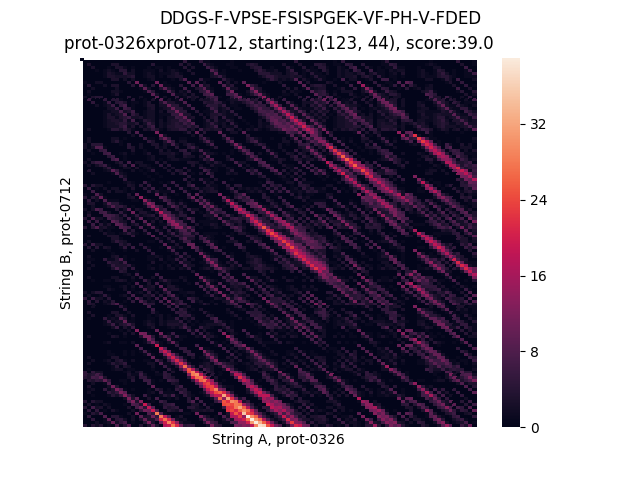 DDGS-F-VPSE-FSISPGEK-VF-PH-V-FDED
prot-0326xprot-0712, starting:(123, 44), score:39.0
String B, prot-0712
String A, prot-0326
32
24
16
8
0